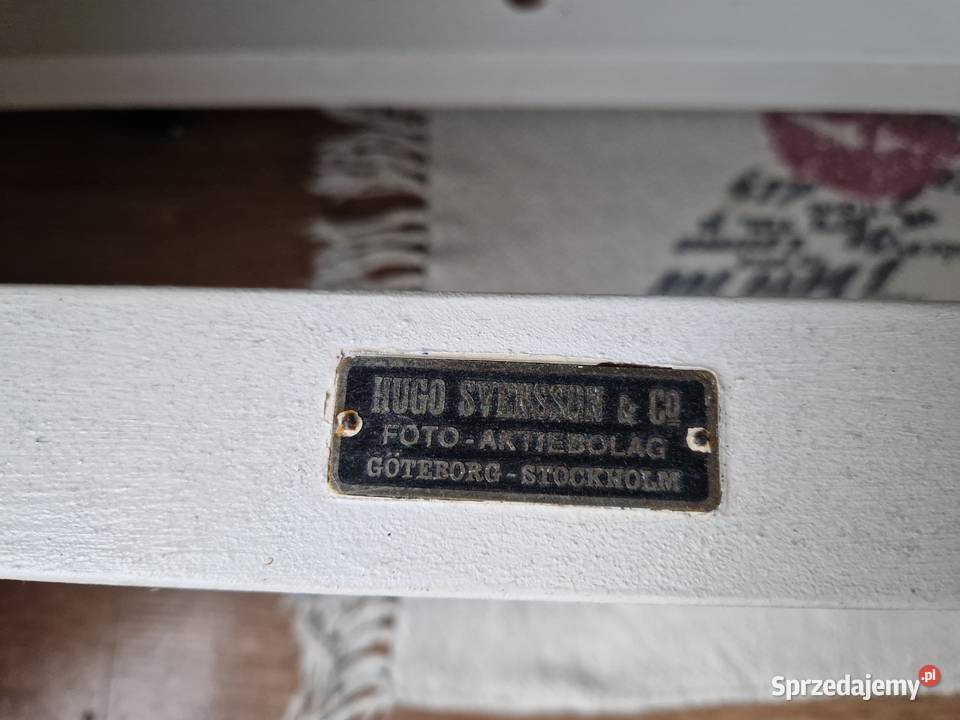 HUGO SVENSSON & Cº
FOTO - AKTIEBOLAG
GÖTEBORG - STOCKHOLM
Sprzedajemy.pl